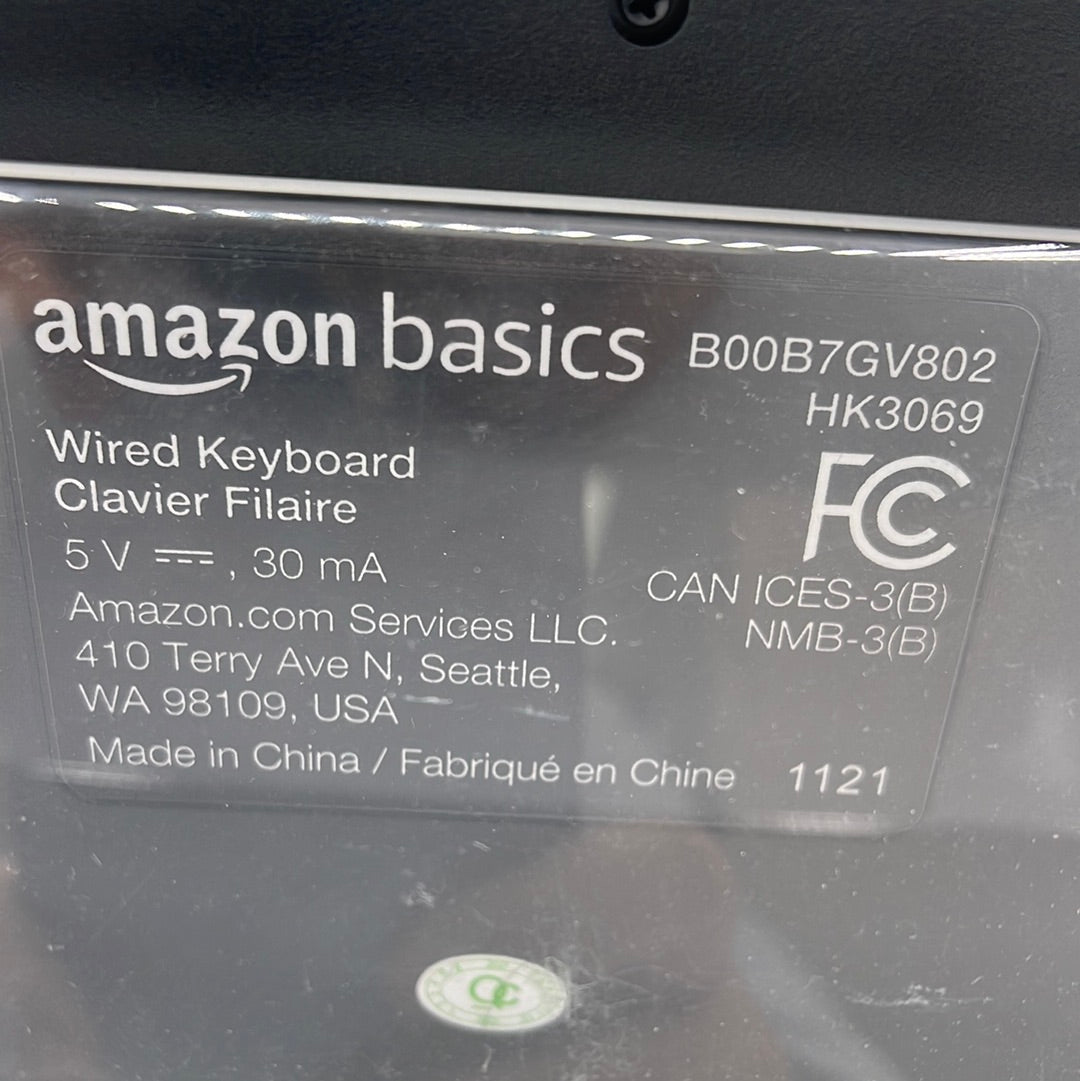 amazon basics
B00B7GV802
HK3069
Wired Keyboard
Clavier Filaire
FC
5 V ⎓, 30 mA
CAN ICES-3(B)
NMB-3(B)
Amazon.com Services LLC.
410 Terry Ave N, Seattle,
WA 98109, USA
Made in China / Fabriqué en Chine 1121
QC